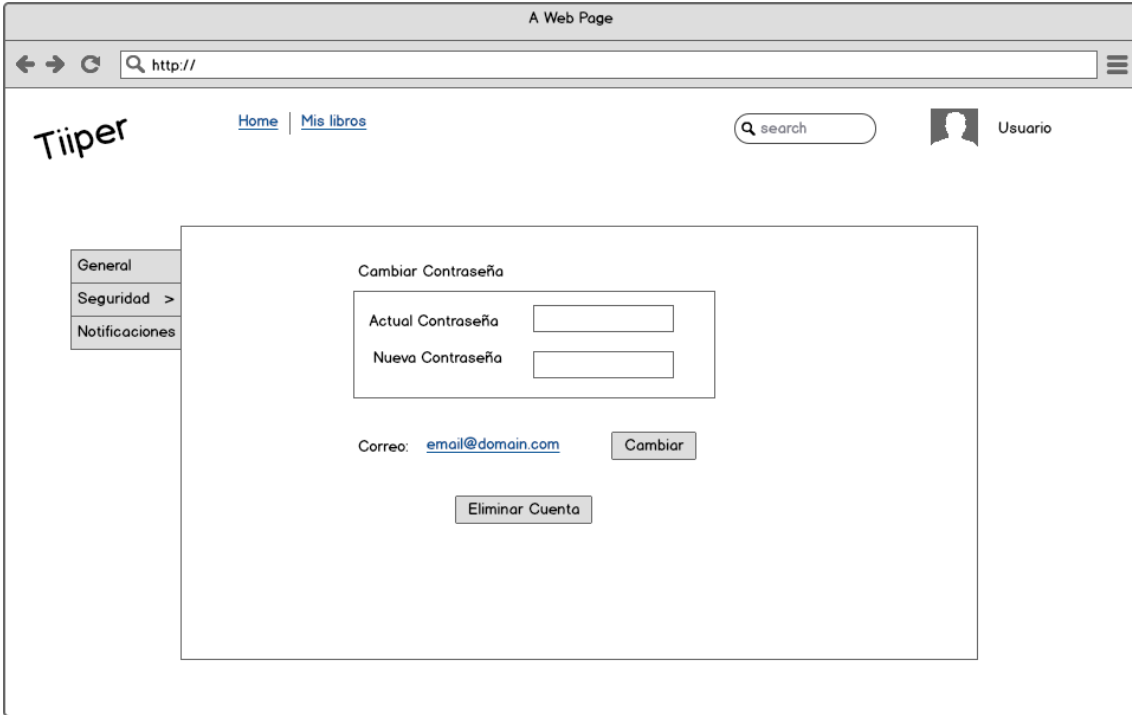 A Web Page
http://
Tiiper
Home | Mis libros
search
Usuario
General
Seguridad >
Notificaciones
Cambiar Contraseña
Actual Contraseña
Nueva Contraseña
Correo: email@domain.com Cambiar
Eliminar Cuenta